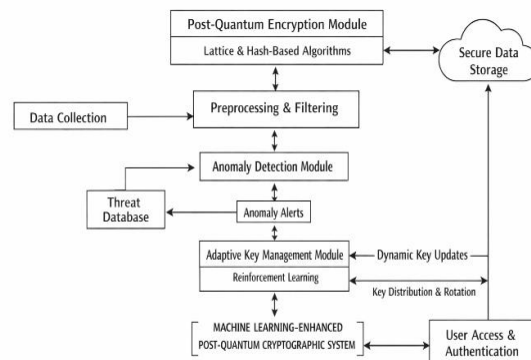 Post-Quantum Encryption Module
Lattice & Hash-Based Algorithms
Secure Data
Storage
Data Collection
Preprocessing & Filtering
Anomaly Detection Module
Threat
Database
Anomaly Alerts
Adaptive Key Management Module
Reinforcement Learning
Dynamic Key Updates
Key Distribution & Rotation
MACHINE LEARNING-ENHANCED
POST-QUANTUM CRYPTOGRAPHIC SYSTEM
User Access &
Authentication